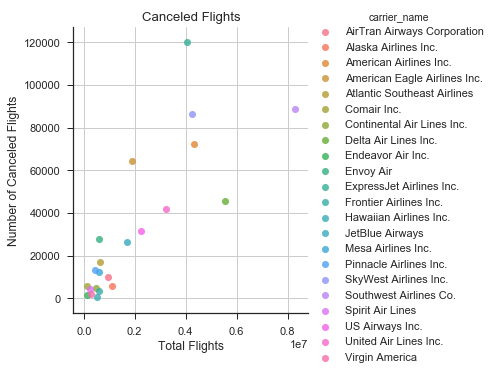 Canceled Flights
Number of Canceled Flights
120000
100000
80000
60000
40000
20000
0
0.0
0.2
0.4
0.6
0.8
1e7
Total Flights
carrier_name
AirTran Airways Corporation
Alaska Airlines Inc.
American Airlines Inc.
American Eagle Airlines Inc.
Atlantic Southeast Airlines
Comair Inc.
Continental Air Lines Inc.
Delta Air Lines Inc.
Endeavor Air Inc.
Envoy Air
ExpressJet Airlines Inc.
Frontier Airlines Inc.
Hawaiian Airlines Inc.
JetBlue Airways
Mesa Airlines Inc.
Pinnacle Airlines Inc.
SkyWest Airlines Inc.
Southwest Airlines Co.
Spirit Air Lines
US Airways Inc.
United Air Lines Inc.
Virgin America